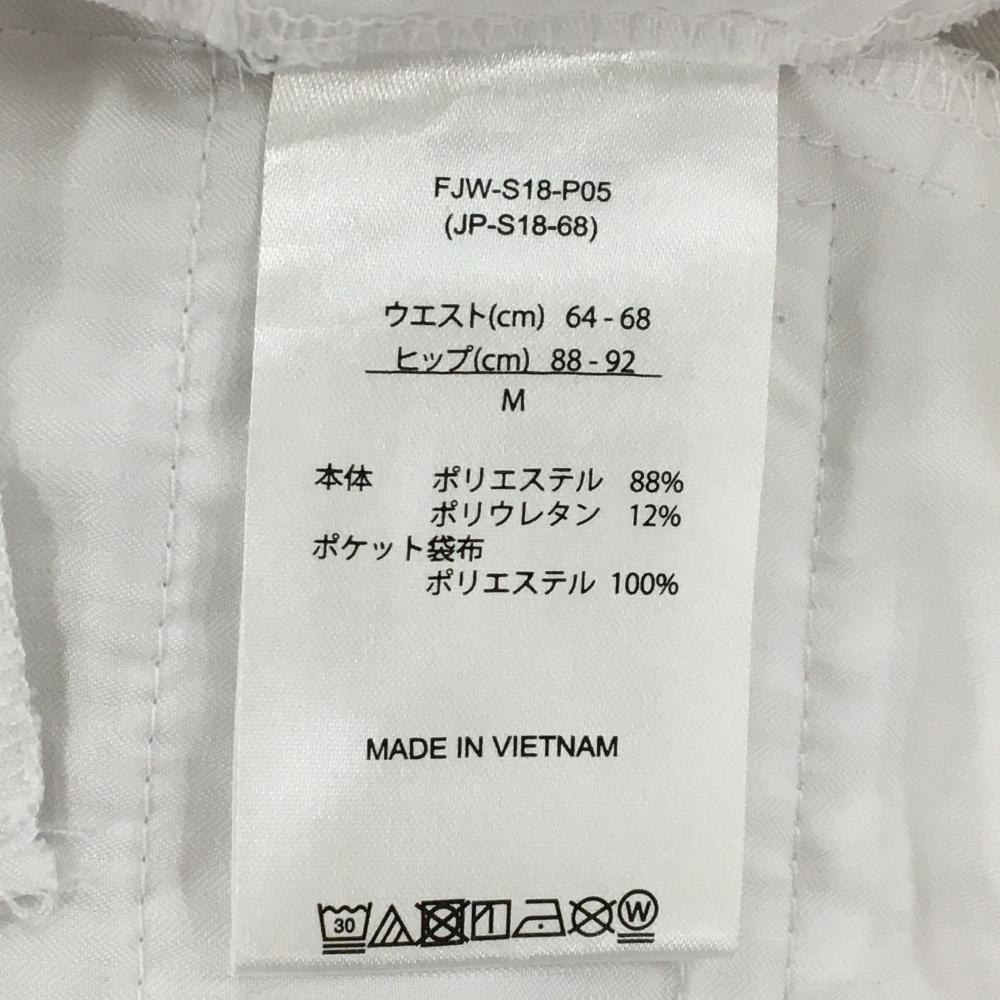 FJW-S18-P05
(JP-S18-68)
ウエスト(cm) 64 - 68
ヒップ(cm) 88 - 92
M
本体 ポリエステル 88%
ポリウレタン 12%
ポケット袋布
ポリエステル 100%
MADE IN VIETNAM
30 W